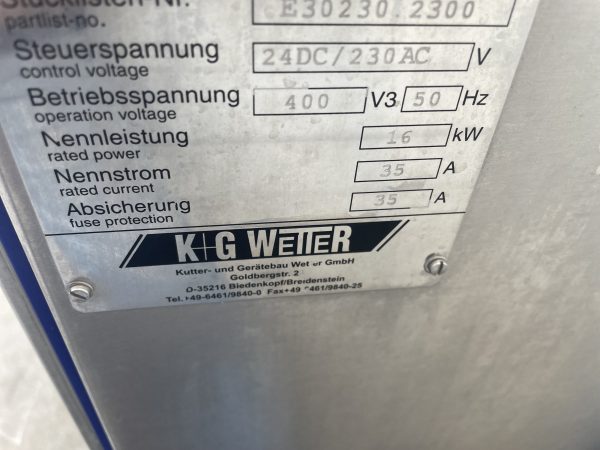 Stücklisten-Nr. E30230.2300
partlist-no.
Steuerspannung 24DC/230AC V
control voltage
Betriebsspannung 400 V3 50 Hz
operation voltage
Nennleistung 16 kW
rated power
Nennstrom 35 A
rated current
Absicherung 35 A
fuse protection
K+G WETTER
Kutter- und Gerätebau Wetter GmbH
Goldbergstr. 2
D-35216 Biedenkopf/Breidenstein
Tel.+49-6461/9840-0 Fax+49 6461/9840-25